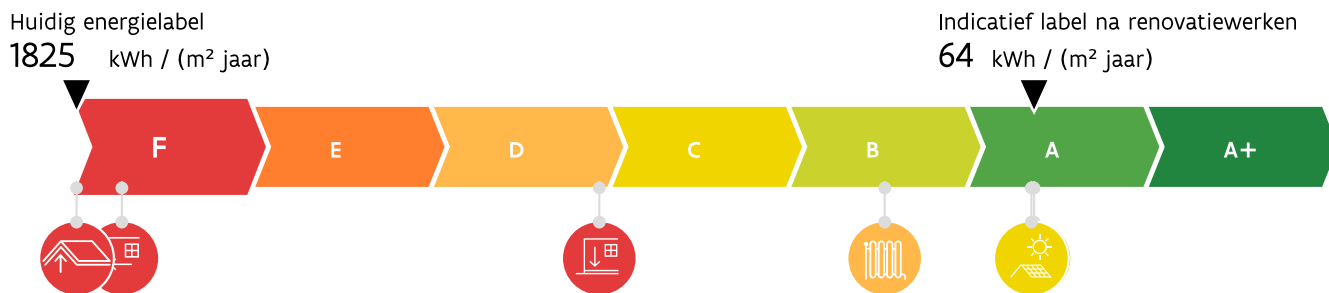 Huidig energielabel
1825 kWh / (m² jaar)
Indicatief label na renovatiewerken
64 kWh / (m² jaar)
F E D C B A A+